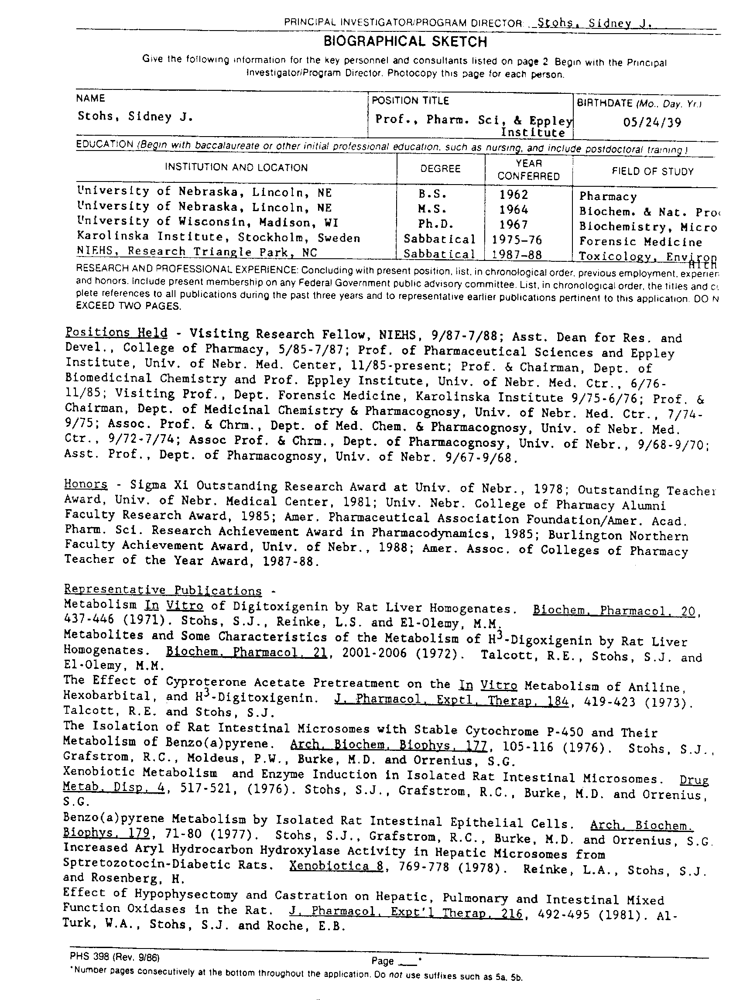 PRINCIPAL INVESTIGATOR/PROGRAM DIRECTOR: Stohs, Sidney J.
BIOGRAPHICAL SKETCH
Give the following information for the key personnel and consultants listed on page 2 Begin with the Principal
Investigator/Program Director. Photocopy this page for each person.
NAME POSITION TITLE BIRTHDATE (Mo., Day, Yr.)
Stohs, Sidney J. Prof., Pharm. Sci, & Eppley 05/24/39
Institute
EDUCATION (Begin with baccalaureate or other initial professional education, such as nursing, and include postdoctoral training.)
INSTITUTION AND LOCATION DEGREE YEAR CONFERRED FIELD OF STUDY
University of Nebraska, Lincoln, NE B.S. 1962 Pharmacy
University of Nebraska, Lincoln, NE M.S. 1964 Biochem. & Nat. Pro
University of Wisconsin, Madison, WI Ph.D. 1967 Biochemistry, Micro
Karolinska Institute, Stockholm, Sweden Sabbatical 1975-76 Forensic Medicine
NIEHS, Research Triangle Park, NC Sabbatical 1987-88 Toxicology, Environ
RESEARCH AND PROFESSIONAL EXPERIENCE: Concluding with present position, list, in chronological order, previous employment, experien
and honors. Include present membership on any Federal Government public advisory committee. List, in chronological order, the titles and c
plete references to all publications during the past three years and to representative earlier publications pertinent to this application. DO N
EXCEED TWO PAGES.
Positions Held - Visiting Research Fellow, NIEHS, 9/87-7/88; Asst. Dean for Res. and
Devel., College of Pharmacy, 5/85-7/87; Prof. of Pharmaceutical Sciences and Eppley
Institute, Univ. of Nebr. Med. Center, 11/85-present; Prof. & Chairman, Dept. of
Biomedicinal Chemistry and Prof. Eppley Institute, Univ. of Nebr. Med. Ctr., 6/76-
11/85; Visiting Prof., Dept. Forensic Medicine, Karolinska Institute 9/75-6/76; Prof. &
Chairman, Dept. of Medicinal Chemistry & Pharmacognosy, Univ. of Nebr. Med. Ctr., 7/74-
9/75; Assoc. Prof. & Chrm., Dept. of Med. Chem. & Pharmacognosy, Univ. of Nebr. Med.
Ctr., 9/72-7/74; Assoc Prof. & Chrm., Dept. of Pharmacognosy, Univ. of Nebr., 9/68-9/70;
Asst. Prof., Dept. of Pharmacognosy, Univ. of Nebr. 9/67-9/68.
Honors - Sigma Xi Outstanding Research Award at Univ. of Nebr., 1978; Outstanding Teacher
Award, Univ. of Nebr. Medical Center, 1981; Univ. Nebr. College of Pharmacy Alumni
Faculty Research Award, 1985; Amer. Pharmaceutical Association Foundation/Amer. Acad.
Pharm. Sci. Research Achievement Award in Pharmacodynamics, 1985; Burlington Northern
Faculty Achievement Award, Univ. of Nebr., 1988; Amer. Assoc. of Colleges of Pharmacy
Teacher of the Year Award, 1987-88.
Representative Publications -
Metabolism In Vitro of Digitoxigenin by Rat Liver Homogenates. Biochem. Pharmacol. 20,
437-446 (1971). Stohs, S.J., Reinke, L.S. and El-Olemy, M.M.
Metabolites and Some Characteristics of the Metabolism of H3-Digoxigenin by Rat Liver
Homogenates. Biochem. Pharmacol. 21, 2001-2006 (1972). Talcott, R.E., Stohs, S.J. and
El-Olemy, M.M.
The Effect of Cyproterone Acetate Pretreatment on the In Vitro Metabolism of Aniline,
Hexobarbital, and H3-Digitoxigenin. J. Pharmacol. Exptl. Therap. 184, 419-423 (1973).
Talcott, R.E. and Stohs, S.J.
The Isolation of Rat Intestinal Microsomes with Stable Cytochrome P-450 and Their
Metabolism of Benzo(a)pyrene. Arch. Biochem. Biophys. 177, 105-116 (1976). Stohs, S.J.,
Grafstrom, R.C., Moldeus, P.W., Burke, M.D. and Orrenius, S.G.
Xenobiotic Metabolism and Enzyme Induction in Isolated Rat Intestinal Microsomes. Drug
Metab. Disp. 4, 517-521, (1976). Stohs, S.J., Grafstrom, R.C., Burke, M.D. and Orrenius,
S.G.
Benzo(a)pyrene Metabolism by Isolated Rat Intestinal Epithelial Cells. Arch. Biochem.
Biophys. 179, 71-80 (1977). Stohs, S.J., Grafstrom, R.C., Burke, M.D. and Orrenius, S.G.
Increased Aryl Hydrocarbon Hydroxylase Activity in Hepatic Microsomes from
Sptretozotocin-Diabetic Rats. Xenobiotica 8, 769-778 (1978). Reinke, L.A., Stohs, S.J.
and Rosenberg, H.
Effect of Hypophysectomy and Castration on Hepatic, Pulmonary and Intestinal Mixed
Function Oxidases in the Rat. J. Pharmacol. Expt'l Therap. 216, 492-495 (1981). Al-
Turk, W.A., Stohs, S.J. and Roche, E.B.
PHS 398 (Rev. 9/86) Page ___*
*Number pages consecutively at the bottom throughout the application. Do not use suffixes such as 5a, 5b.